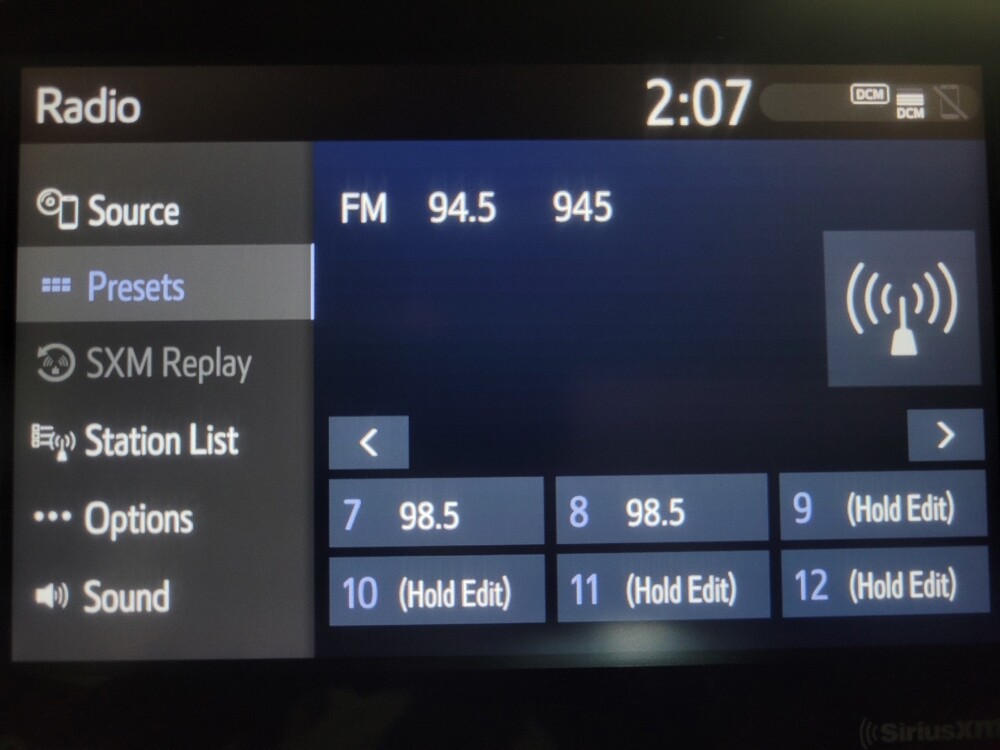 Radio
2:07
DCM
DCM
Source
Presets
SXM Replay
Station List
Options
Sound
FM 94.5 945
7 98.5
8 98.5
9 (Hold Edit)
10 (Hold Edit)
11 (Hold Edit)
12 (Hold Edit)
SiriusXM